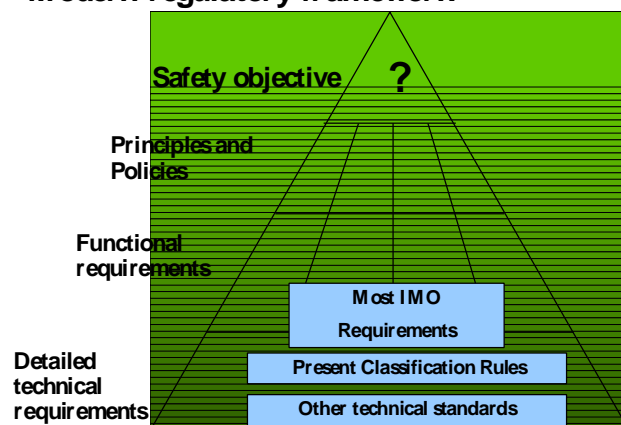 Safety objective ?
Principles and
Policies
Functional
requirements
Most IMO
Requirements
Detailed
technical
requirements
Present Classification Rules
Other technical standards